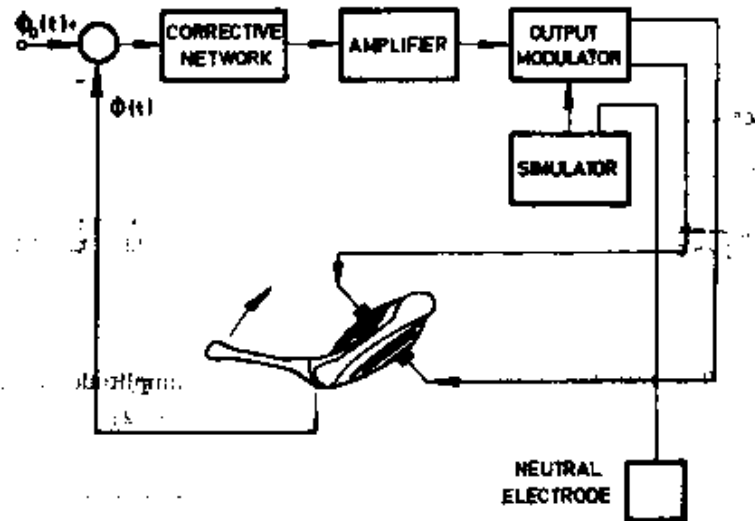 ϕ₀(t)+
CORRECTIVE
NETWORK
AMPLIFIER
OUTPUT
MODULATOR
-
ϕ(t)
SIMULATOR
NEUTRAL
ELECTRODE